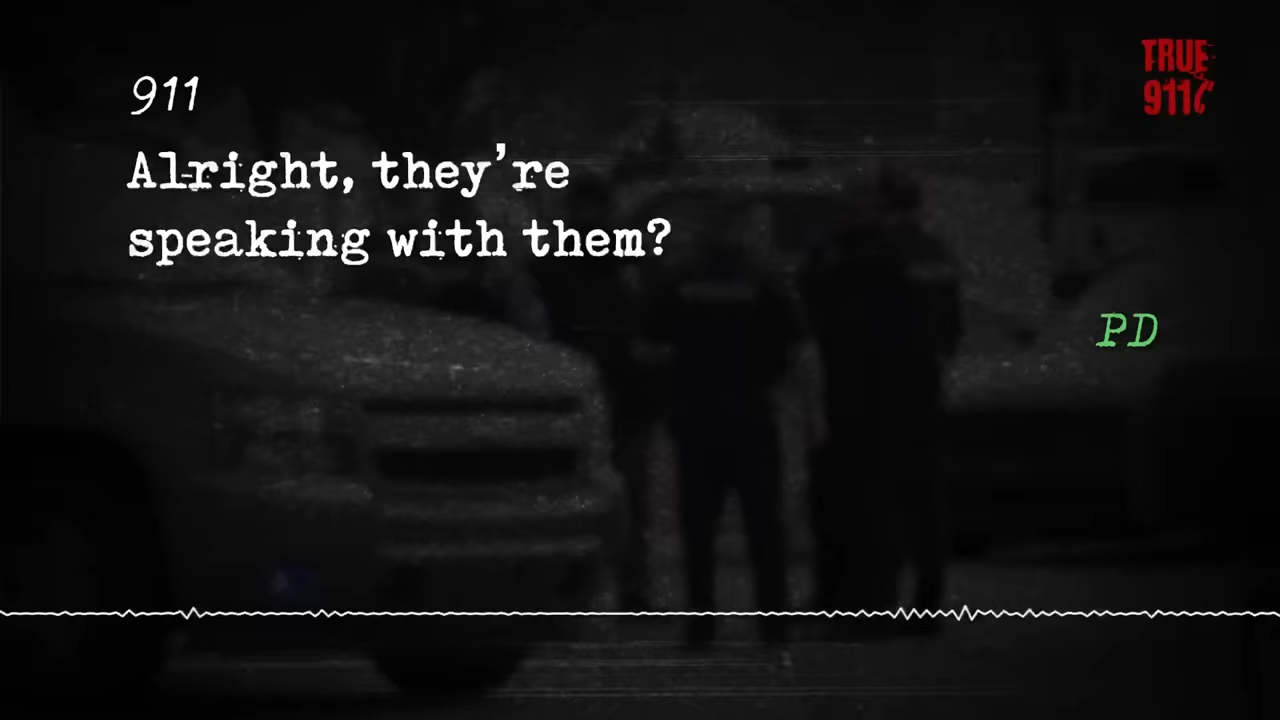 911
Alright, they're
speaking with them?
PD
TRUE
911